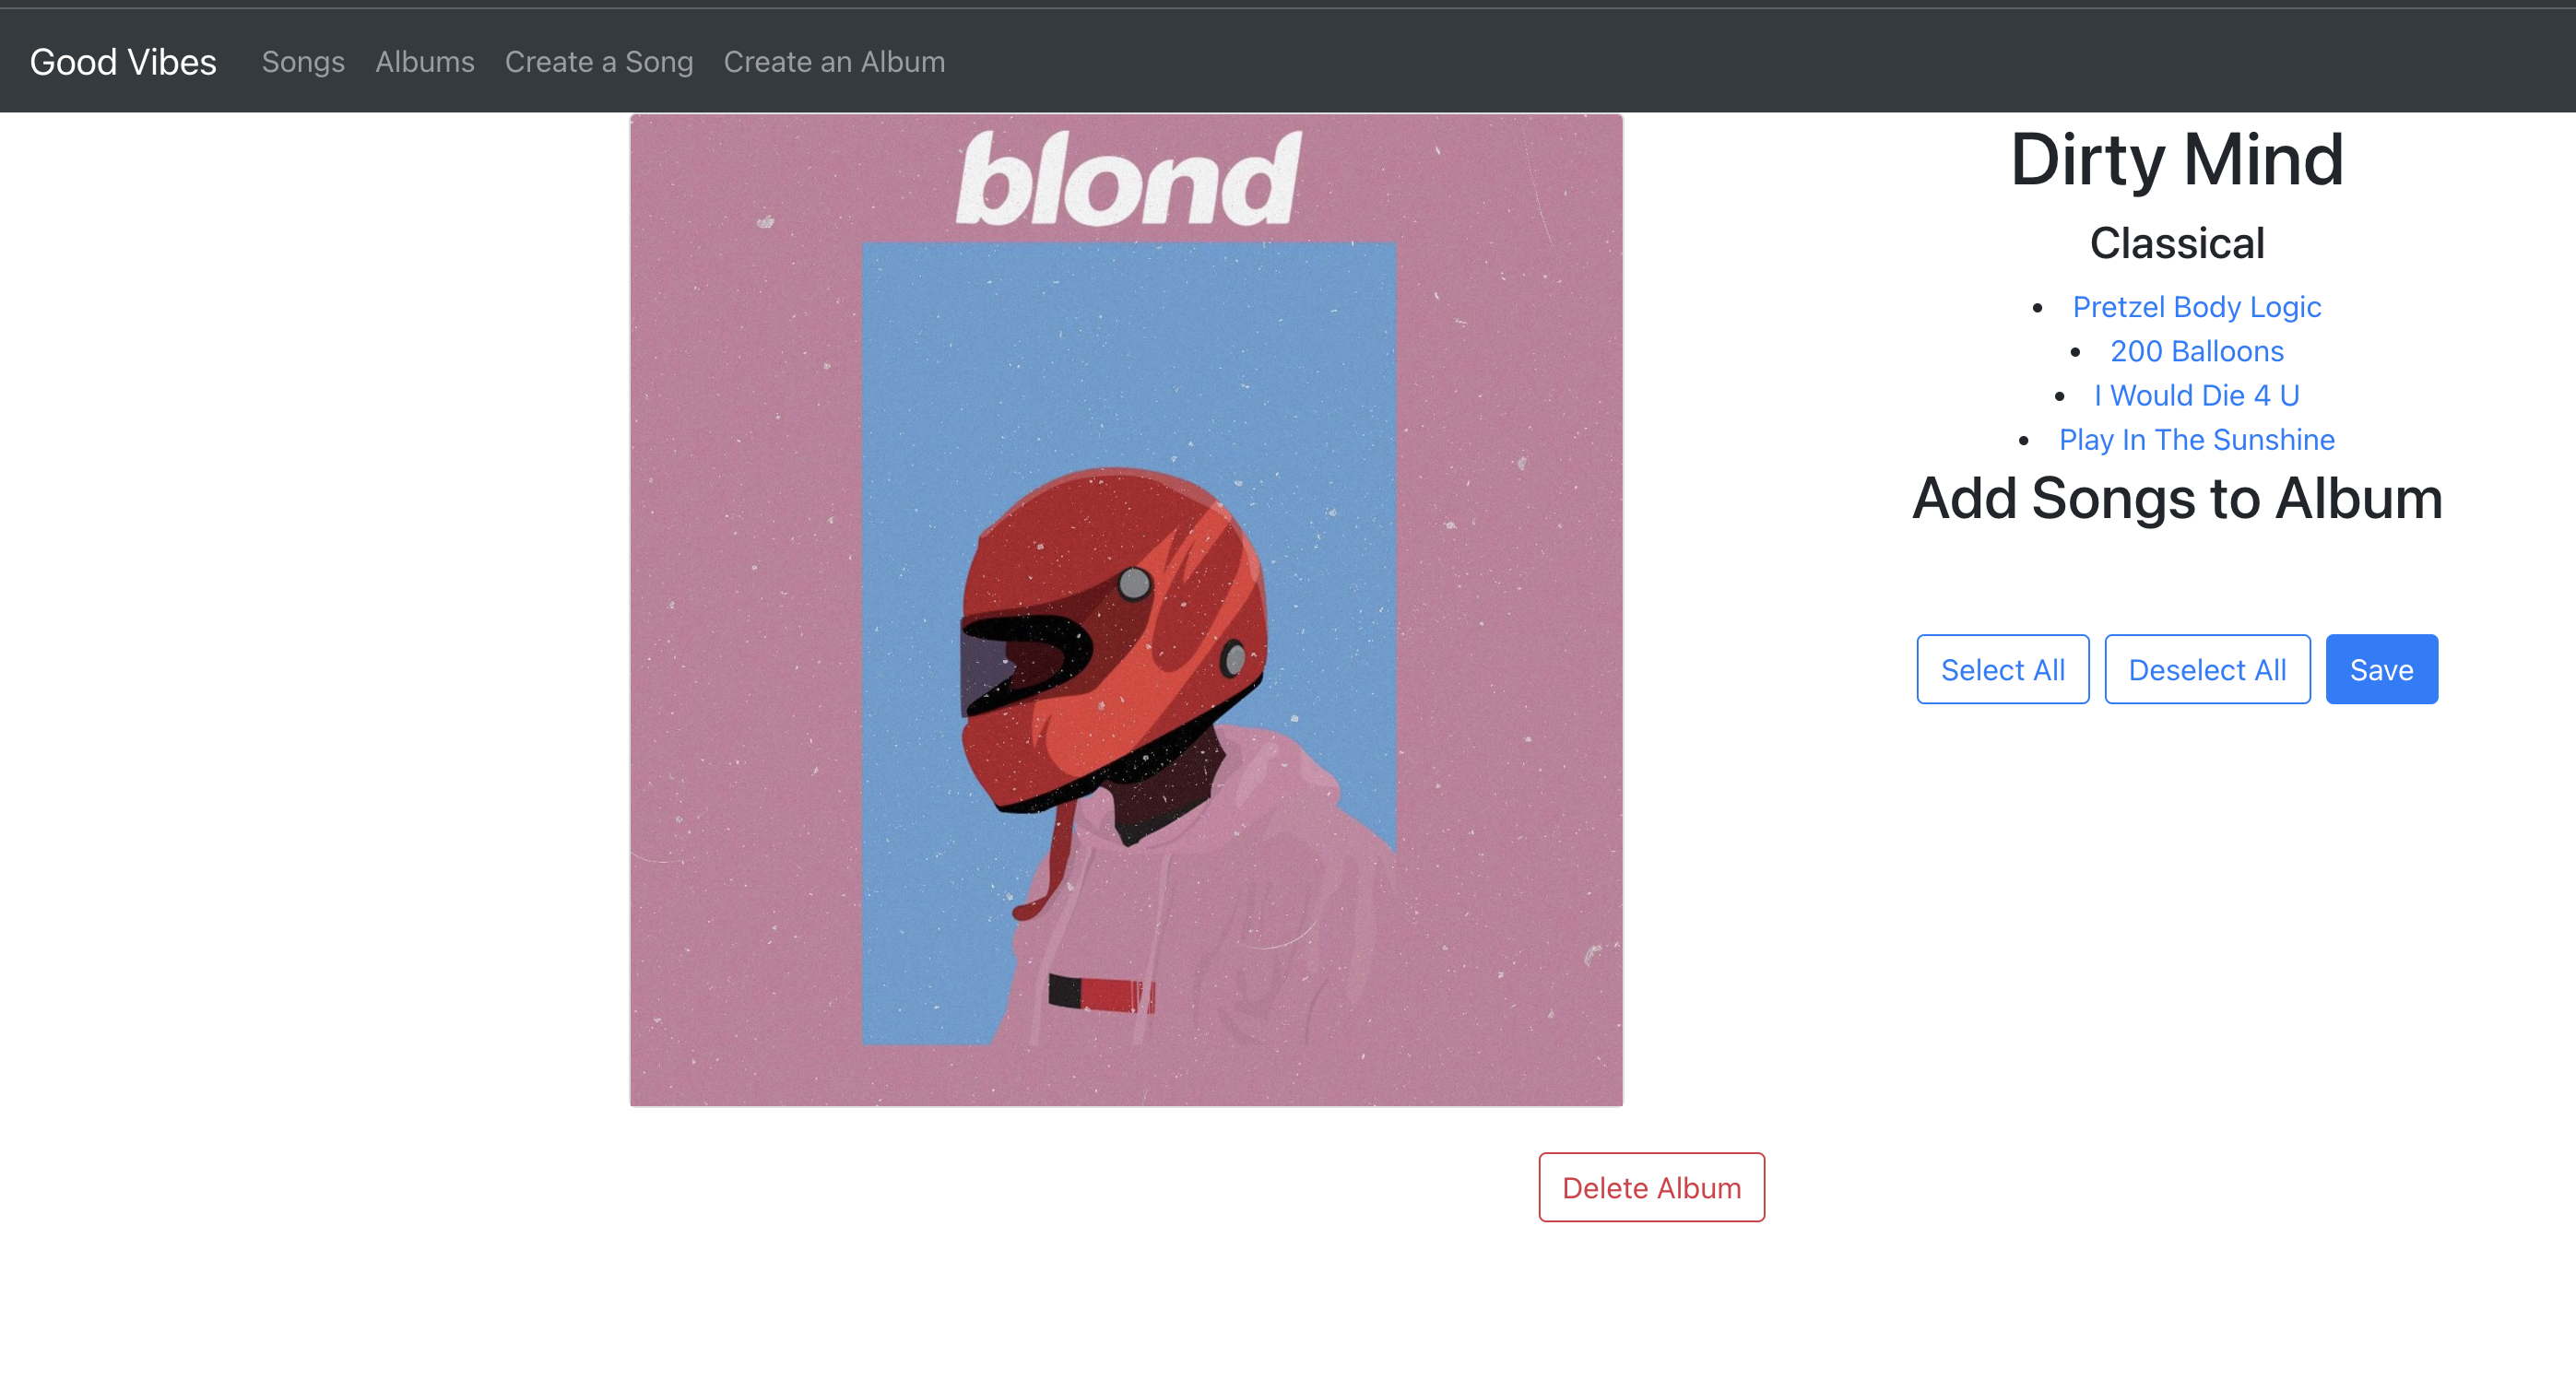 Good Vibes Songs Albums Create a Song Create an Album
blond
Dirty Mind
Classical
Pretzel Body Logic
200 Balloons
I Would Die 4 U
Play In The Sunshine
Add Songs to Album
Select All Deselect All Save
Delete Album